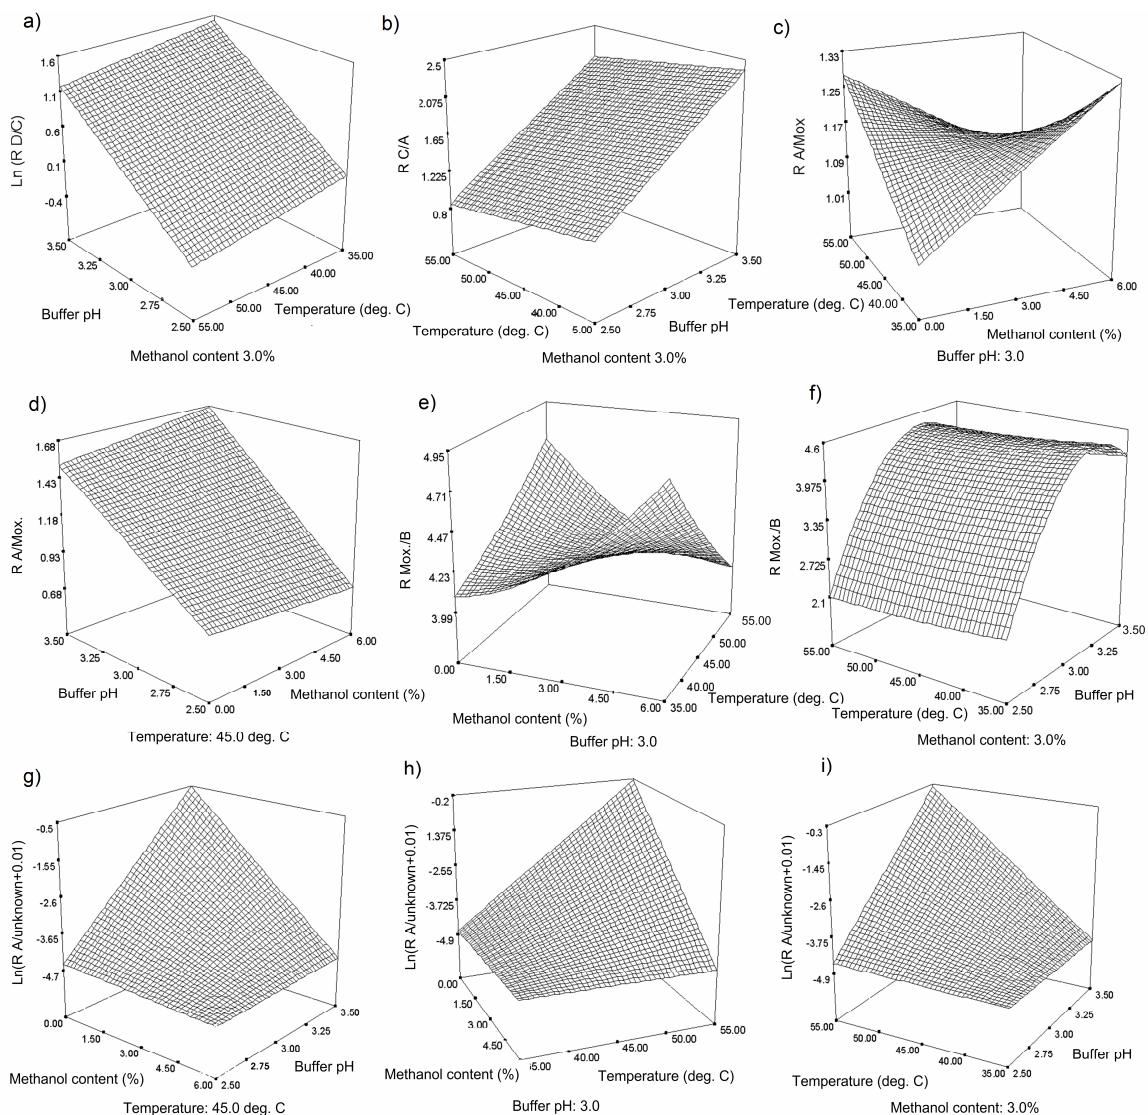 a)
1.6
1.1
0.6
0.1
-0.4
Ln (R D/C)
3.50
3.25
3.00
2.75
2.50
Buffer pH
35.00
40.00
45.00
50.00
55.00
Temperature (deg. C)
Methanol content 3.0%
b)
2.5
2.075
1.65
1.225
0.8
R C/A
55.00
50.00
45.00
40.00
5.00
Temperature (deg. C)
3.50
3.25
3.00
2.75
2.50
Buffer pH
Methanol content 3.0%
c)
1.33
1.25
1.17
1.09
1.01
R A/Mox
55.00
50.00
45.00
40.00
35.00
Temperature (deg. C)
6.00
4.50
3.00
1.50
0.00
Methanol content (%)
Buffer pH: 3.0
d)
1.68
1.43
1.18
0.93
0.68
R A/Mox.
3.50
3.25
3.00
2.75
2.50
Buffer pH
6.00
4.50
3.00
1.50
0.00
Methanol content (%)
Temperature: 45.0 deg. C
e)
4.95
4.71
4.47
4.23
3.99
R Mox./B
0.00
1.50
3.00
4.50
6.00
Methanol content (%)
55.00
50.00
45.00
40.00
35.00
Temperature (deg. C)
Buffer pH: 3.0
f)
4.6
3.975
3.35
2.725
2.1
R Mox./B
55.00
50.00
45.00
40.00
35.00
Temperature (deg. C)
3.50
3.25
3.00
2.75
2.50
Buffer pH
Methanol content: 3.0%
g)
-0.5
-1.55
-2.6
-3.65
-4.7
Ln(R A/unknown+0.01)
0.00
1.50
3.00
4.50
6.00
Methanol content (%)
3.50
3.25
3.00
2.75
2.50
Buffer pH
Temperature: 45.0 deg. C
h)
-0.2
1.375
-2.55
-3.725
-4.9
Ln(R A/unknown+0.01)
0.00
1.50
3.00
4.50
Methanol content (%)
55.00
50.00
45.00
40.00
Temperature (deg. C)
Buffer pH: 3.0
i)
-0.3
-1.45
-2.6
-3.75
-4.9
Ln(R A/unknown+0.01)
55.00
50.00
45.00
40.00
35.00
Temperature (deg. C)
3.50
3.25
3.00
2.75
2.50
Buffer pH
Methanol content: 3.0%